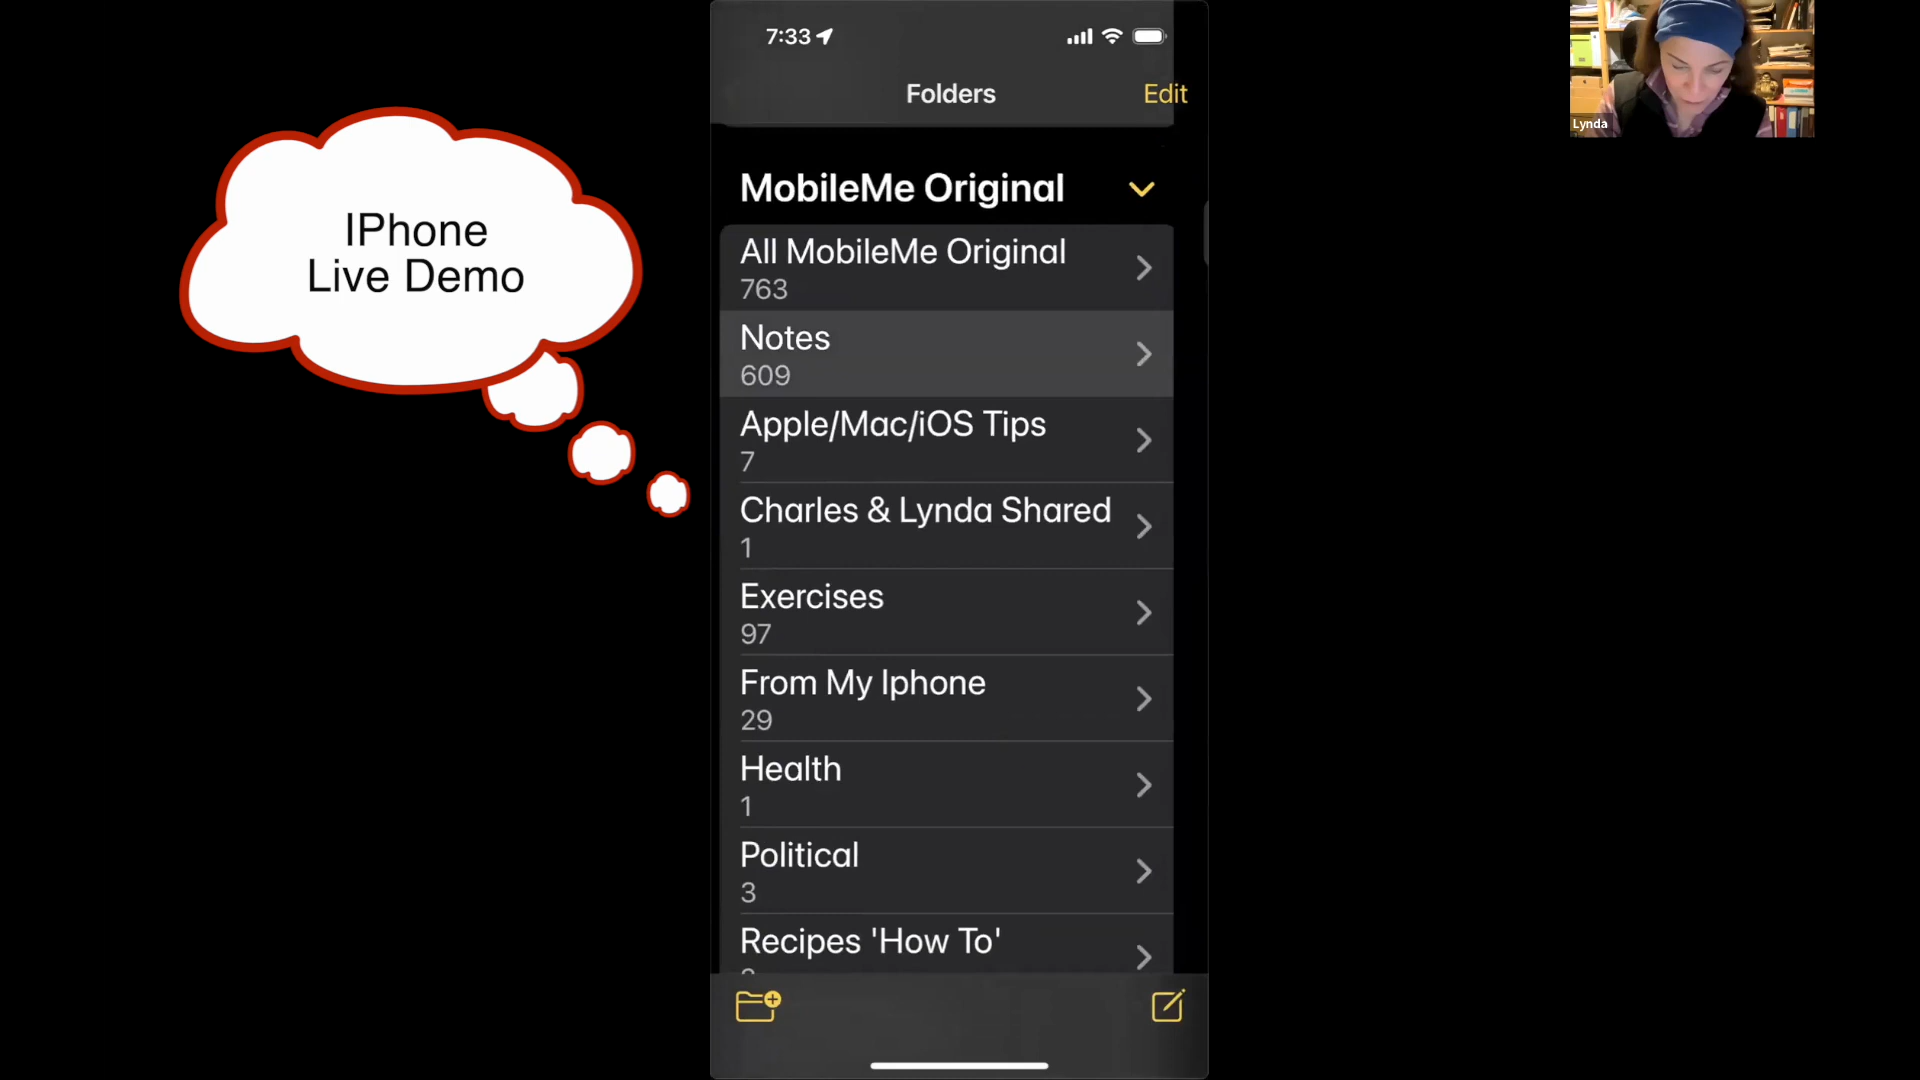 IPhone
Live Demo
7:33
Folders
Edit
MobileMe Original
All MobileMe Original
763
Notes
609
Apple/Mac/iOS Tips
7
Charles & Lynda Shared
1
Exercises
97
From My Iphone
29
Health
1
Political
3
Recipes 'How To'
Lynda